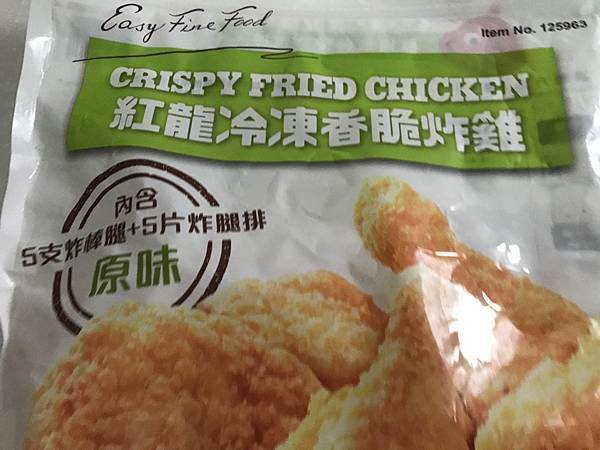 Easy Fine Food
Item No. 125963
CRISPY FRIED CHICKEN
紅龍冷凍香脆炸雞
內含
5支炸棒腿+5片炸腿排
原味